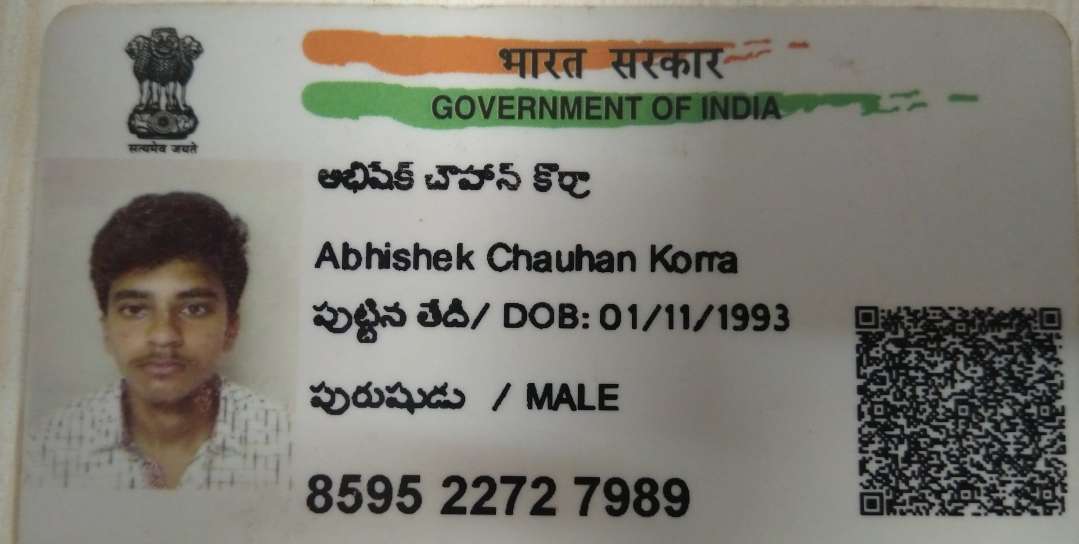 भारत सरकार
GOVERNMENT OF INDIA
सत्यमेव जयते
అభిషేక్ చౌహాన్ కొర్రా
Abhishek Chauhan Korra
పుట్టిన తేదీ/ DOB: 01/11/1993
పురుషుడు / MALE
8595 2272 7989